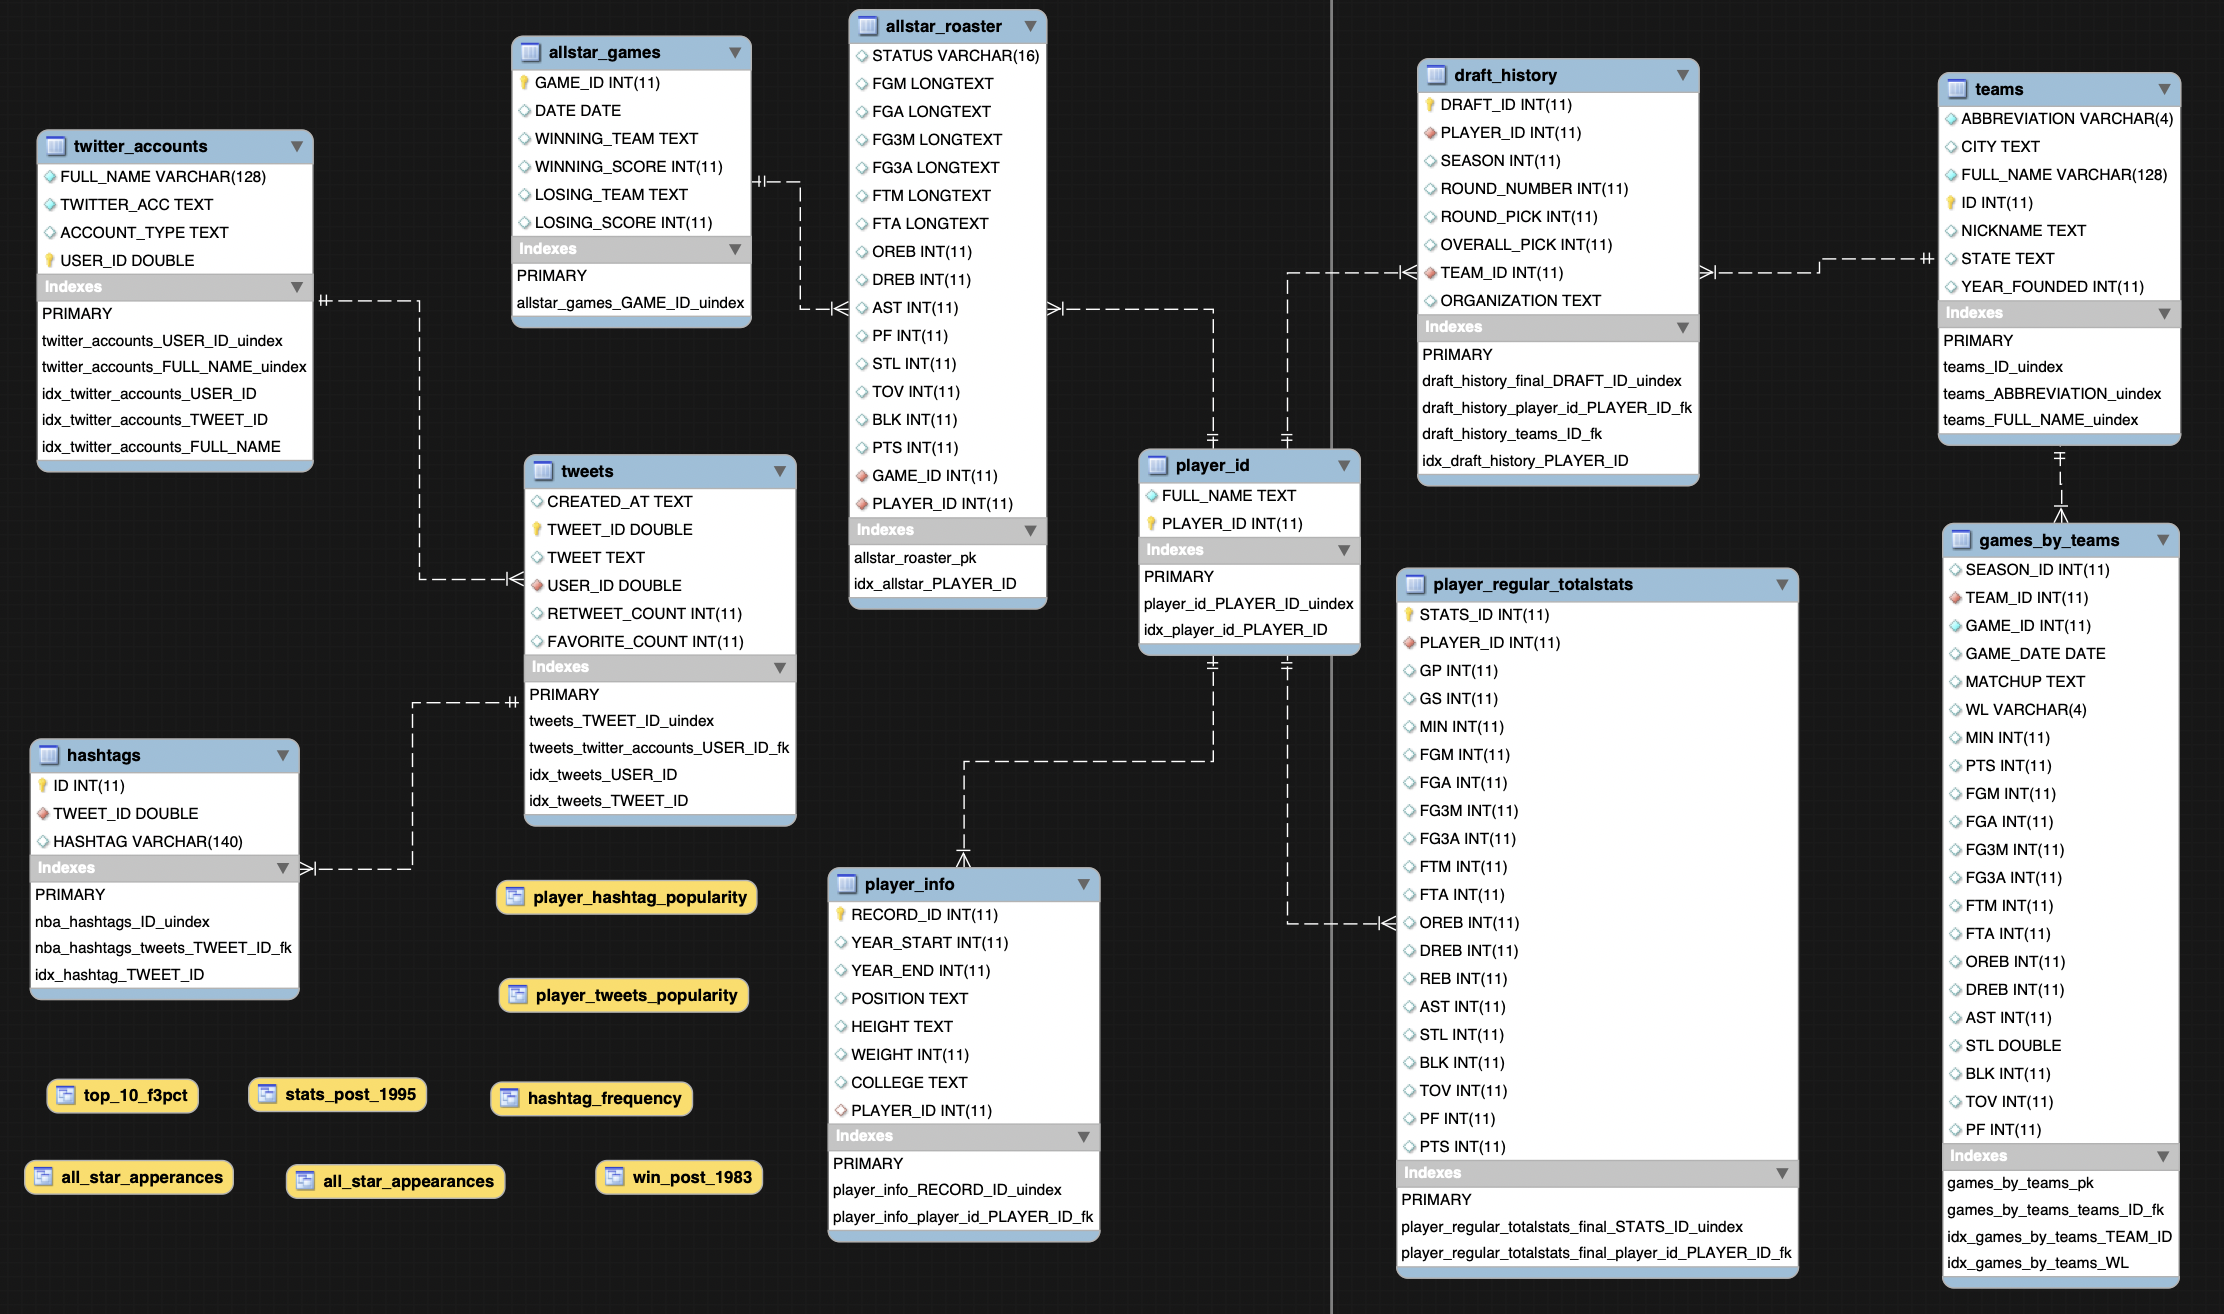 twitter_accounts
FULL_NAME VARCHAR(128)
TWITTER_ACC TEXT
ACCOUNT_TYPE TEXT
USER_ID DOUBLE
Indexes
PRIMARY
twitter_accounts_USER_ID_uindex
twitter_accounts_FULL_NAME_uindex
idx_twitter_accounts_USER_ID
idx_twitter_accounts_TWEET_ID
idx_twitter_accounts_FULL_NAME
allstar_games
GAME_ID INT(11)
DATE DATE
WINNING_TEAM TEXT
WINNING_SCORE INT(11)
LOSING_TEAM TEXT
LOSING_SCORE INT(11)
Indexes
PRIMARY
allstar_games_GAME_ID_uindex
allstar_roaster
STATUS VARCHAR(16)
FGM LONGTEXT
FGA LONGTEXT
FG3M LONGTEXT
FG3A LONGTEXT
FTM LONGTEXT
FTA LONGTEXT
OREB INT(11)
DREB INT(11)
AST INT(11)
PF INT(11)
STL INT(11)
TOV INT(11)
BLK INT(11)
PTS INT(11)
GAME_ID INT(11)
PLAYER_ID INT(11)
Indexes
allstar_roaster_pk
idx_allstar_PLAYER_ID
draft_history
DRAFT_ID INT(11)
PLAYER_ID INT(11)
SEASON INT(11)
ROUND_NUMBER INT(11)
ROUND_PICK INT(11)
OVERALL_PICK INT(11)
TEAM_ID INT(11)
ORGANIZATION TEXT
Indexes
PRIMARY
draft_history_final_DRAFT_ID_uindex
draft_history_player_id_PLAYER_ID_fk
draft_history_teams_ID_fk
idx_draft_history_PLAYER_ID
teams
ABBREVIATION VARCHAR(4)
CITY TEXT
FULL_NAME VARCHAR(128)
ID INT(11)
NICKNAME TEXT
STATE TEXT
YEAR_FOUNDED INT(11)
Indexes
PRIMARY
teams_ID_uindex
teams_ABBREVIATION_uindex
teams_FULL_NAME_uindex
tweets
CREATED_AT TEXT
TWEET_ID DOUBLE
TWEET TEXT
USER_ID DOUBLE
RETWEET_COUNT INT(11)
FAVORITE_COUNT INT(11)
Indexes
PRIMARY
tweets_TWEET_ID_uindex
tweets_twitter_accounts_USER_ID_fk
idx_tweets_USER_ID
idx_tweets_TWEET_ID
player_id
FULL_NAME TEXT
PLAYER_ID INT(11)
Indexes
PRIMARY
player_id_PLAYER_ID_uindex
idx_player_id_PLAYER_ID
hashtags
ID INT(11)
TWEET_ID DOUBLE
HASHTAG VARCHAR(140)
Indexes
PRIMARY
nba_hashtags_ID_uindex
nba_hashtags_tweets_TWEET_ID_fk
idx_hashtag_TWEET_ID
player_info
RECORD_ID INT(11)
YEAR_START INT(11)
YEAR_END INT(11)
POSITION TEXT
HEIGHT TEXT
WEIGHT INT(11)
COLLEGE TEXT
PLAYER_ID INT(11)
Indexes
PRIMARY
player_info_RECORD_ID_uindex
player_info_player_id_PLAYER_ID_fk
player_regular_totalstats
STATS_ID INT(11)
PLAYER_ID INT(11)
GP INT(11)
GS INT(11)
MIN INT(11)
FGM INT(11)
FGA INT(11)
FG3M INT(11)
FG3A INT(11)
FTM INT(11)
FTA INT(11)
OREB INT(11)
DREB INT(11)
REB INT(11)
AST INT(11)
STL INT(11)
BLK INT(11)
TOV INT(11)
PF INT(11)
PTS INT(11)
Indexes
PRIMARY
player_regular_totalstats_final_STATS_ID_uindex
player_regular_totalstats_final_player_id_PLAYER_ID_fk
games_by_teams
SEASON_ID INT(11)
TEAM_ID INT(11)
GAME_ID INT(11)
GAME_DATE DATE
MATCHUP TEXT
WL VARCHAR(4)
MIN INT(11)
PTS INT(11)
FGM INT(11)
FGA INT(11)
FG3M INT(11)
FG3A INT(11)
FTM INT(11)
FTA INT(11)
OREB INT(11)
DREB INT(11)
AST INT(11)
STL DOUBLE
BLK INT(11)
TOV INT(11)
PF INT(11)
Indexes
games_by_teams_pk
games_by_teams_teams_ID_fk
idx_games_by_teams_TEAM_ID
idx_games_by_teams_WL
player_hashtag_popularity
player_tweets_popularity
top_10_f3pct
stats_post_1995
hashtag_frequency
all_star_apperances
all_star_appearances
win_post_1983